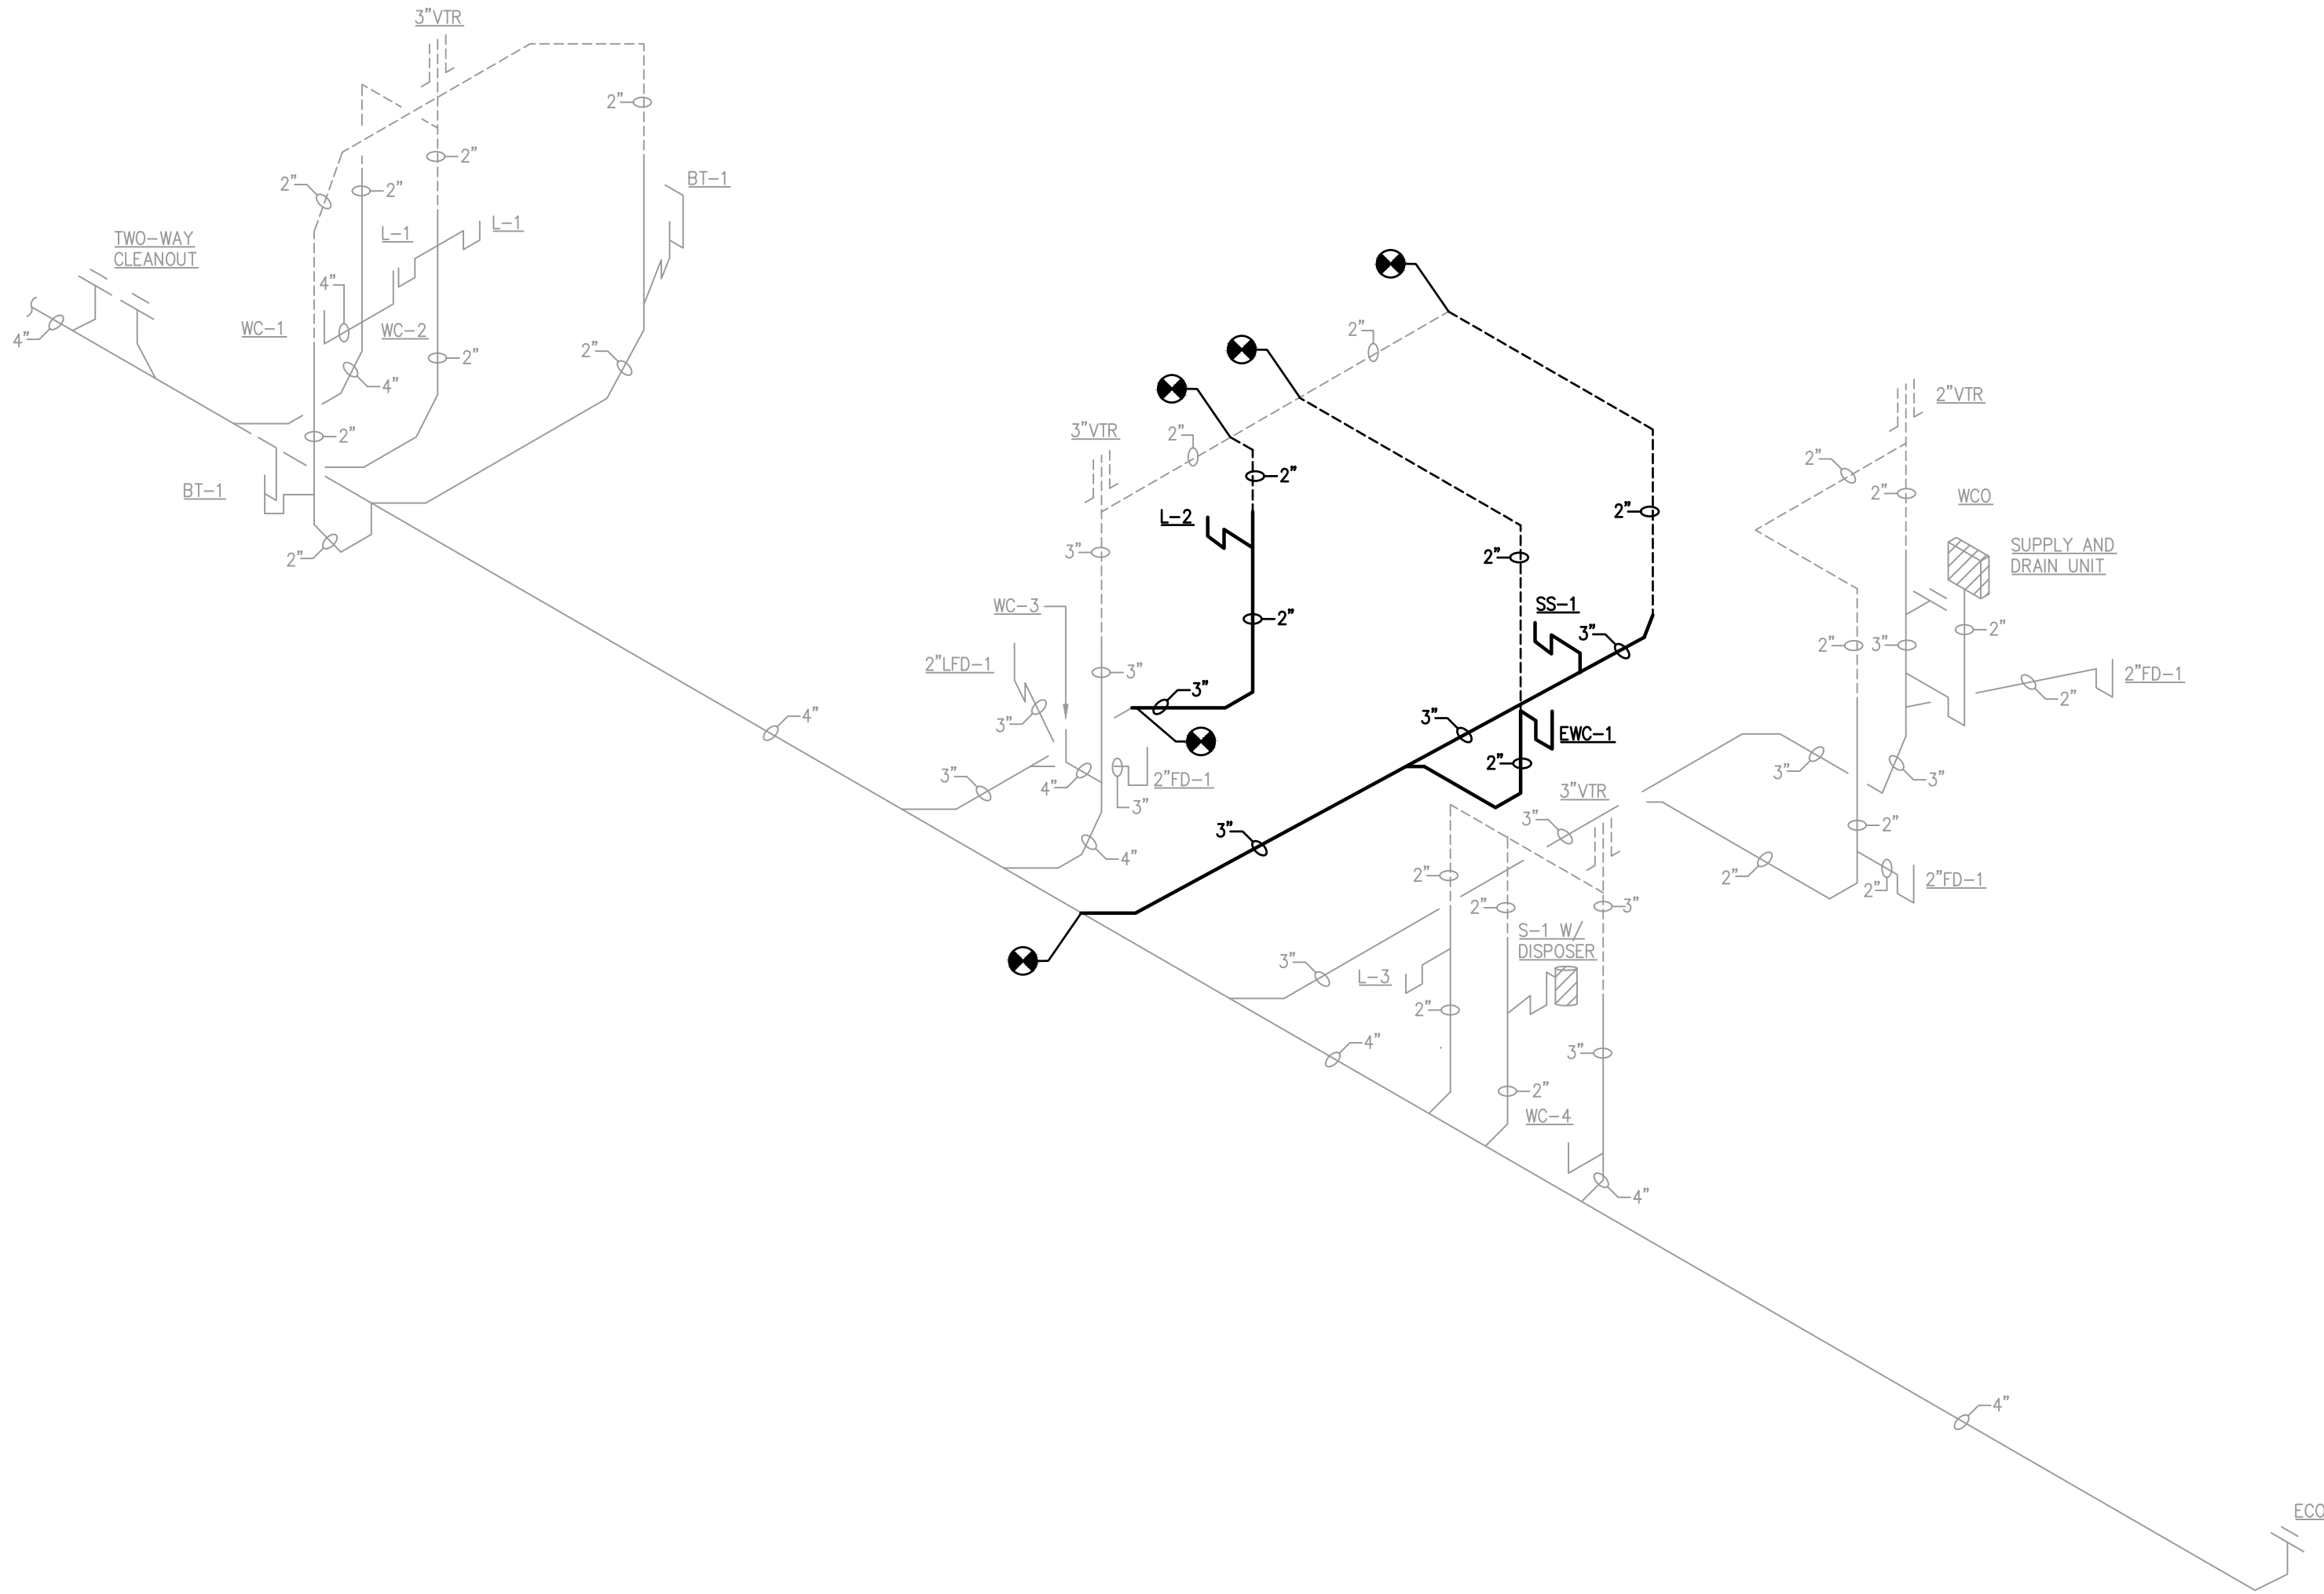 3"VTR
2"
2"
2"
2"
BT-1
L-1
L-1
TWO-WAY
CLEANOUT
4"
WC-1
WC-2
4"
2"
2"
4"
2"
BT-1
2"
2"
3"VTR
2"
2"VTR
2"
2"
L-2
2"
2"
WCO
3"
2"
SUPPLY AND
DRAIN UNIT
WC-3
2"
SS-1
3"
2"
2"
3"
2"LFD-1
3"
3"
2"FD-1
2"
3"
4"
3"
EWC-1
2"
3"
4"
2"FD-1
3"
3"
3"
3"VTR
3"
3"
2"
4"
2"
2"
2"
2"FD-1
2"
3"
S-1 W/
DISPOSER
3"
L-3
2"
4"
3"
2"
WC-4
4"
4"
ECO